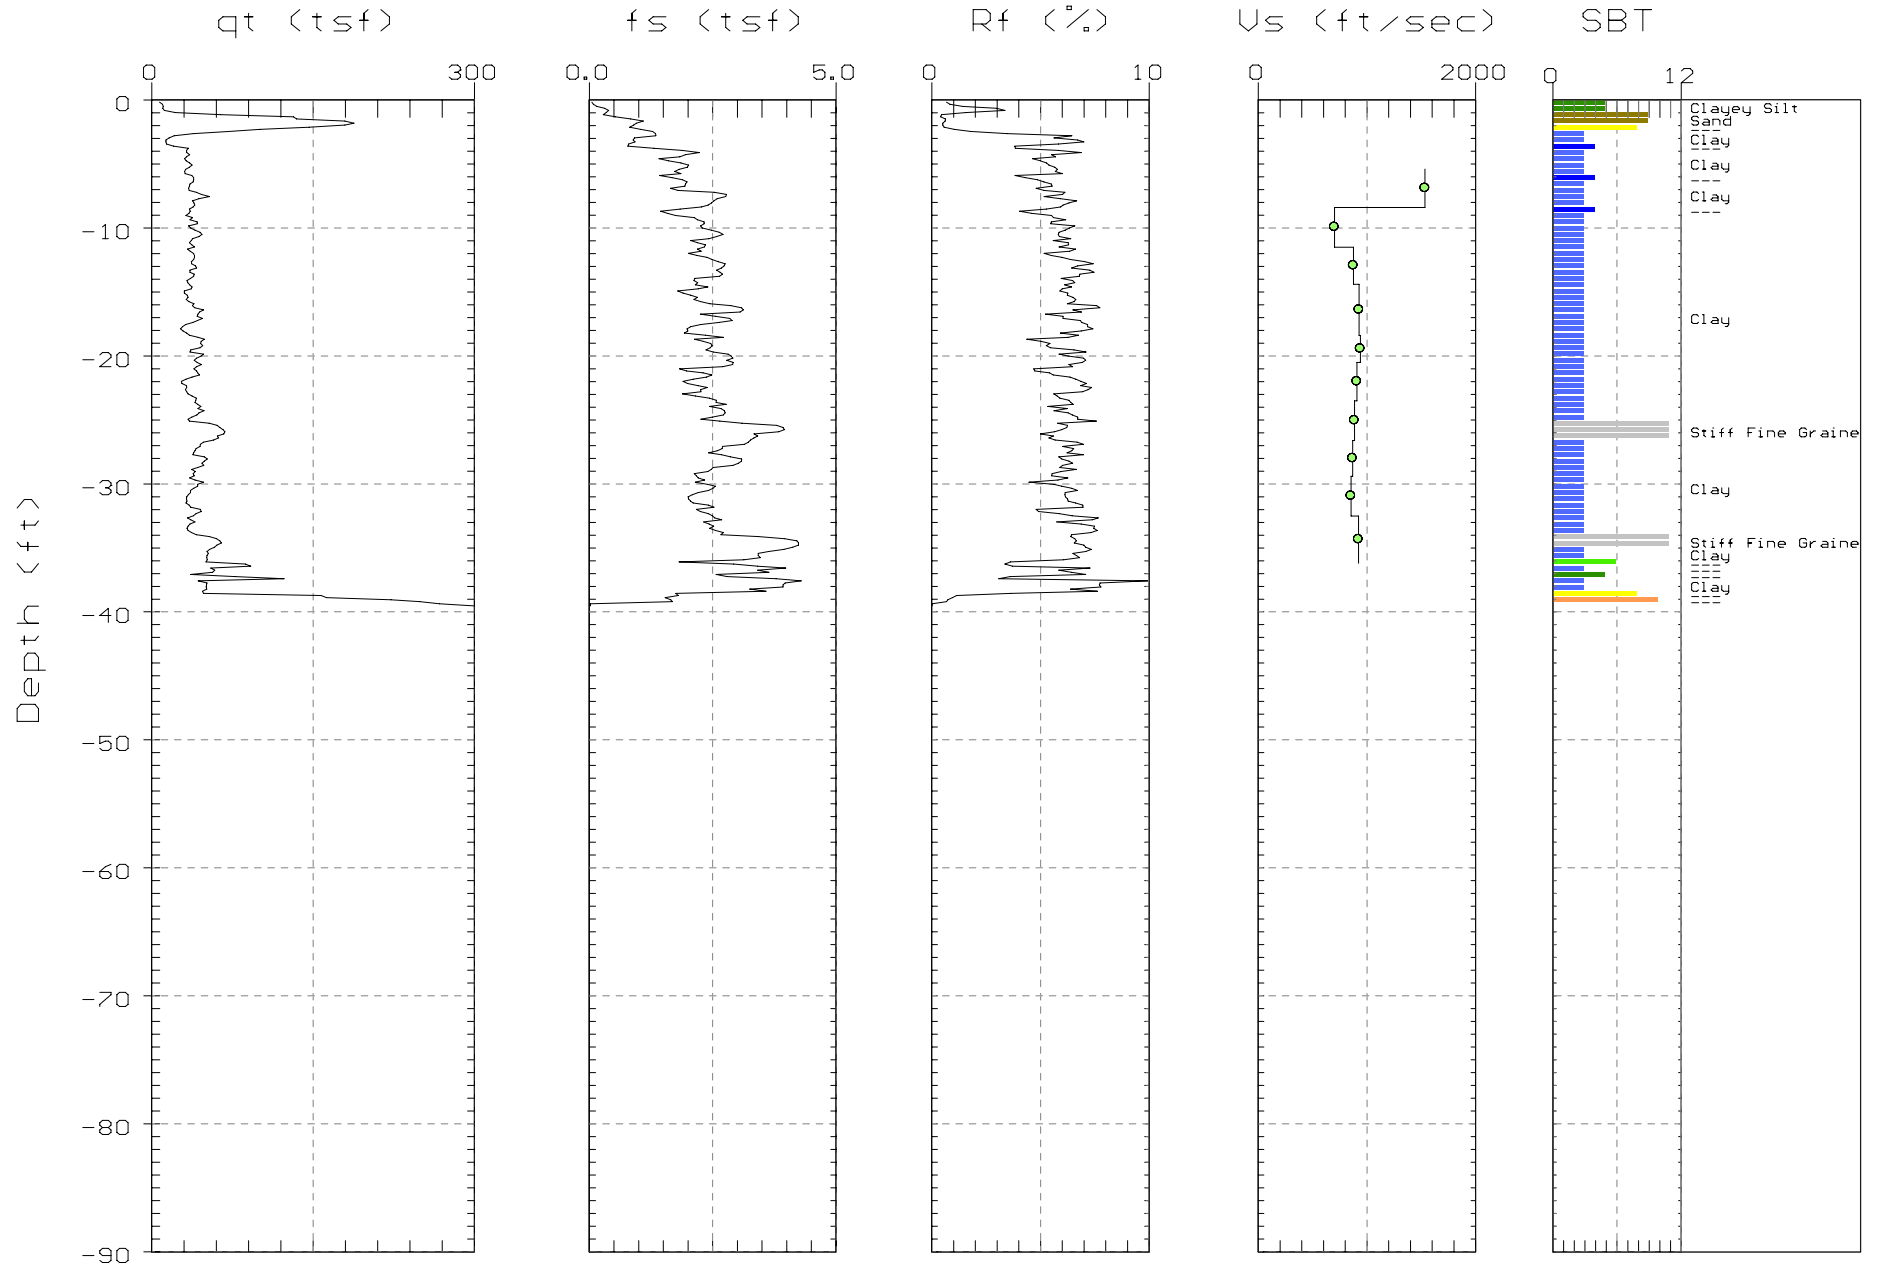 qt (tsf) fs (tsf) Rf (%) Vs (ft/sec) SBT
0 300 0.0 5.0 0 10 0 2000 0 12
0
-10
-20
-30
-40
-50
-60
-70
-80
-90
Depth (ft)
Clayey Silt
Sand
---
Clay
---
Clay
---
Clay
---
Clay
Stiff Fine Graine
Clay
Stiff Fine Graine
Clay
---
---
---
Clay
---
---